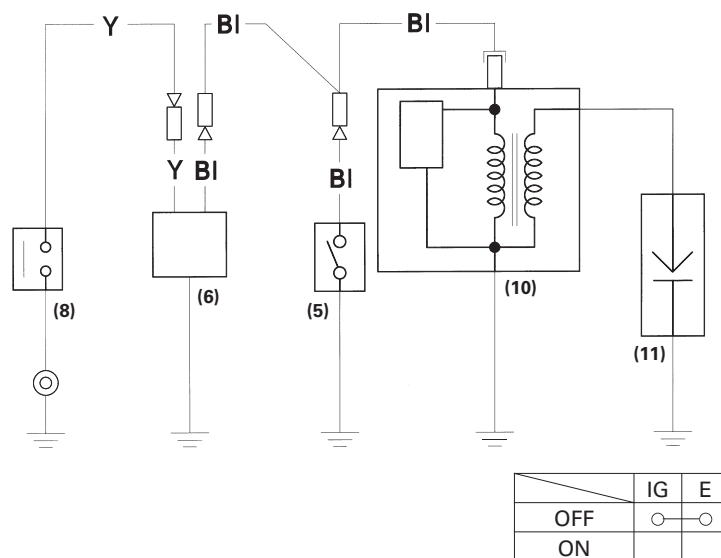 Y
Bl
Bl
Y
Bl
Bl
(8)
(6)
(5)
(10)
(11)
IG E
OFF
ON